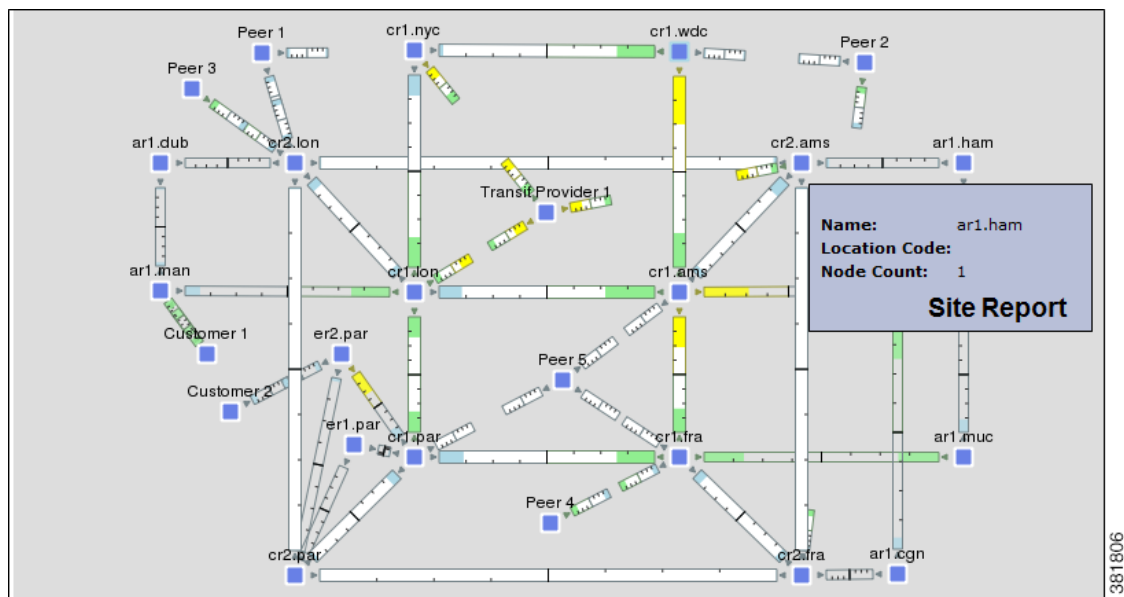 Peer 1
cr1.nyc
cr1.wdc
Peer 2
Peer 3
ar1.dub
cr2.lon
cr2.ams
ar1.ham
Transit Provider 1
Name: ar1.ham
Location Code:
Node Count: 1
Site Report
ar1.man
cr1.lon
cr1.ams
Customer 1
er2.par
Peer 5
Customer 2
er1.par
cr1.par
cr1.fra
ar1.muc
Peer 4
cr2.par
cr2.fra
ar1.cgn
381806